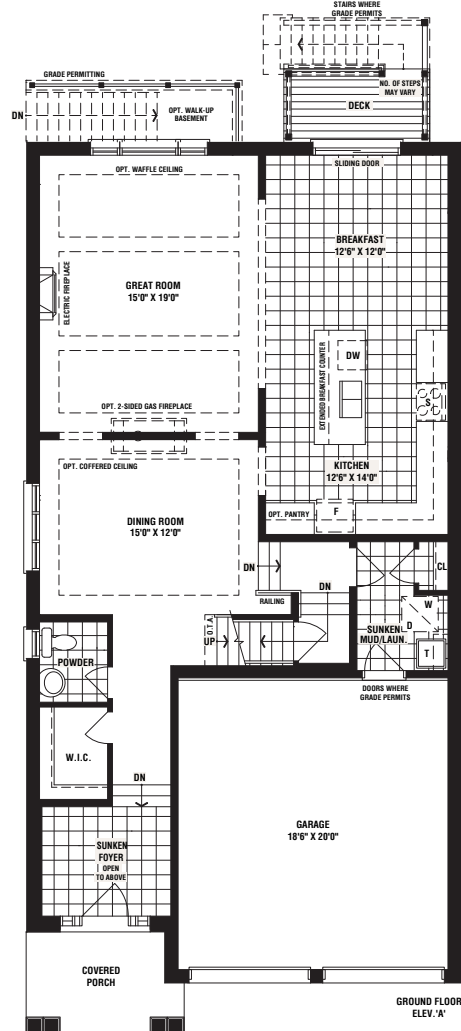 STAIRS WHERE
GRADE PERMITS
GRADE PERMITTING
NO. OF STEPS
MAY VARY
DECK
DN
OPT. WALK-UP
BASEMENT
OPT. WAFFLE CEILING
SLIDING DOOR
BREAKFAST
12'6" X 12'0"
GREAT ROOM
15'0" X 19'0"
ELECTRIC FIREPLACE
EXTENDED BREAKFAST COUNTER
DW
S
OPT. 2-SIDED GAS FIREPLACE
OPT. COFFERED CEILING
KITCHEN
12'6" X 14'0"
OPT. PANTRY
F
DINING ROOM
15'0" X 12'0"
DN
DN
CL
RAILING
W
D
O.T.A.
UP
SUNKEN
MUD/LAUN.
T
POWDER
DOORS WHERE
GRADE PERMITS
W.I.C.
DN
GARAGE
18'6" X 20'0"
SUNKEN
FOYER
OPEN
TO ABOVE
COVERED
PORCH
GROUND FLOOR
ELEV. 'A'